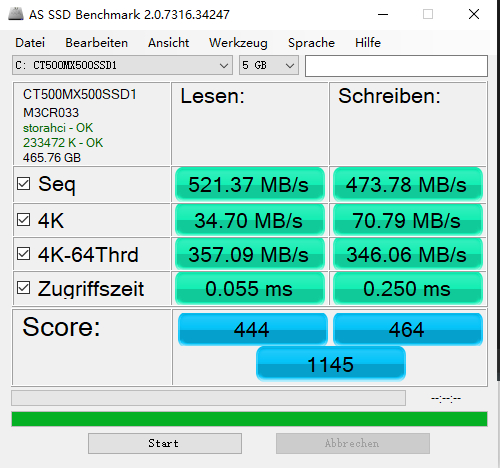 AS SSD Benchmark 2.0.7316.34247
Datei Bearbeiten Ansicht Werkzeug Sprache Hilfe
C: CT500MX500SSD1 5 GB
CT500MX500SSD1
M3CR033
storahci - OK
233472 K - OK
465.76 GB
Lesen: Schreiben:
Seq 521.37 MB/s 473.78 MB/s
4K 34.70 MB/s 70.79 MB/s
4K-64Thrd 357.09 MB/s 346.06 MB/s
Zugriffszeit 0.055 ms 0.250 ms
Score: 444 464
1145
--:--:--
Start Abbrechen